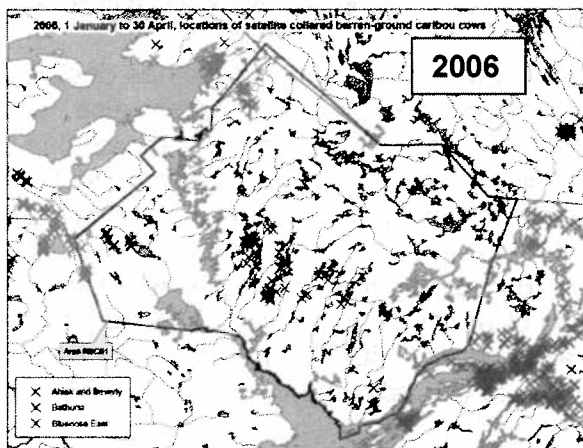 2006, 1 January to 30 April, locations of satellite collared barren-ground caribou cows
2006
Area
Ahiak and Beverly
Bathurst
Bluenose East